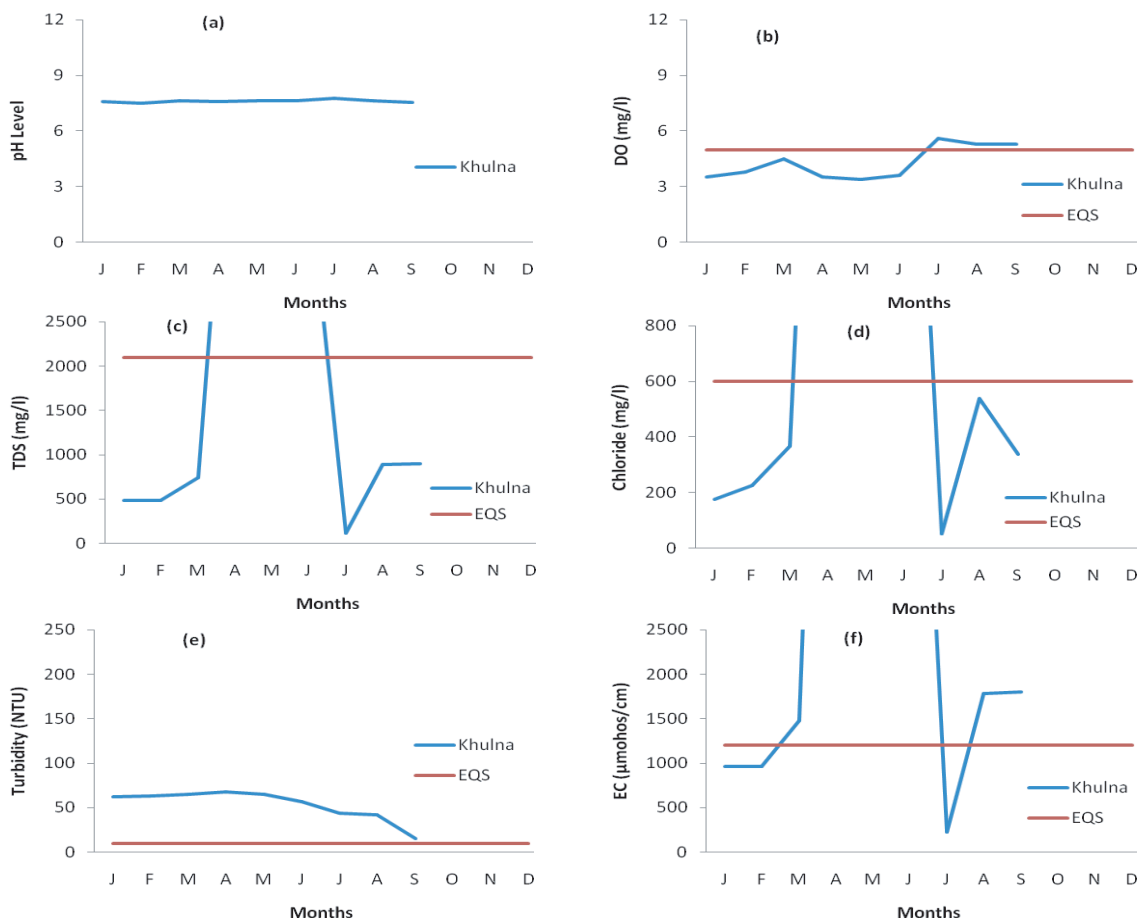 (a)
12
9
6
3
0
pH Level
Khulna
J F M A M J J A S O N D
Months
(b)
12
9
6
3
0
DO (mg/l)
Khulna
EQS
J F M A M J J A S O N D
Months
(c)
2500
2000
1500
1000
500
0
TDS (mg/l)
Khulna
EQS
J F M A M J J A S O N D
Months
(d)
800
600
400
200
0
Chloride (mg/l)
Khulna
EQS
J F M A M J J A S O N D
Months
(e)
250
200
150
100
50
0
Turbidity (NTU)
Khulna
EQS
J F M A M J J A S O N D
Months
(f)
2500
2000
1500
1000
500
0
EC (µmohos/cm)
Khulna
EQS
J F M A M J J A S O N D
Months